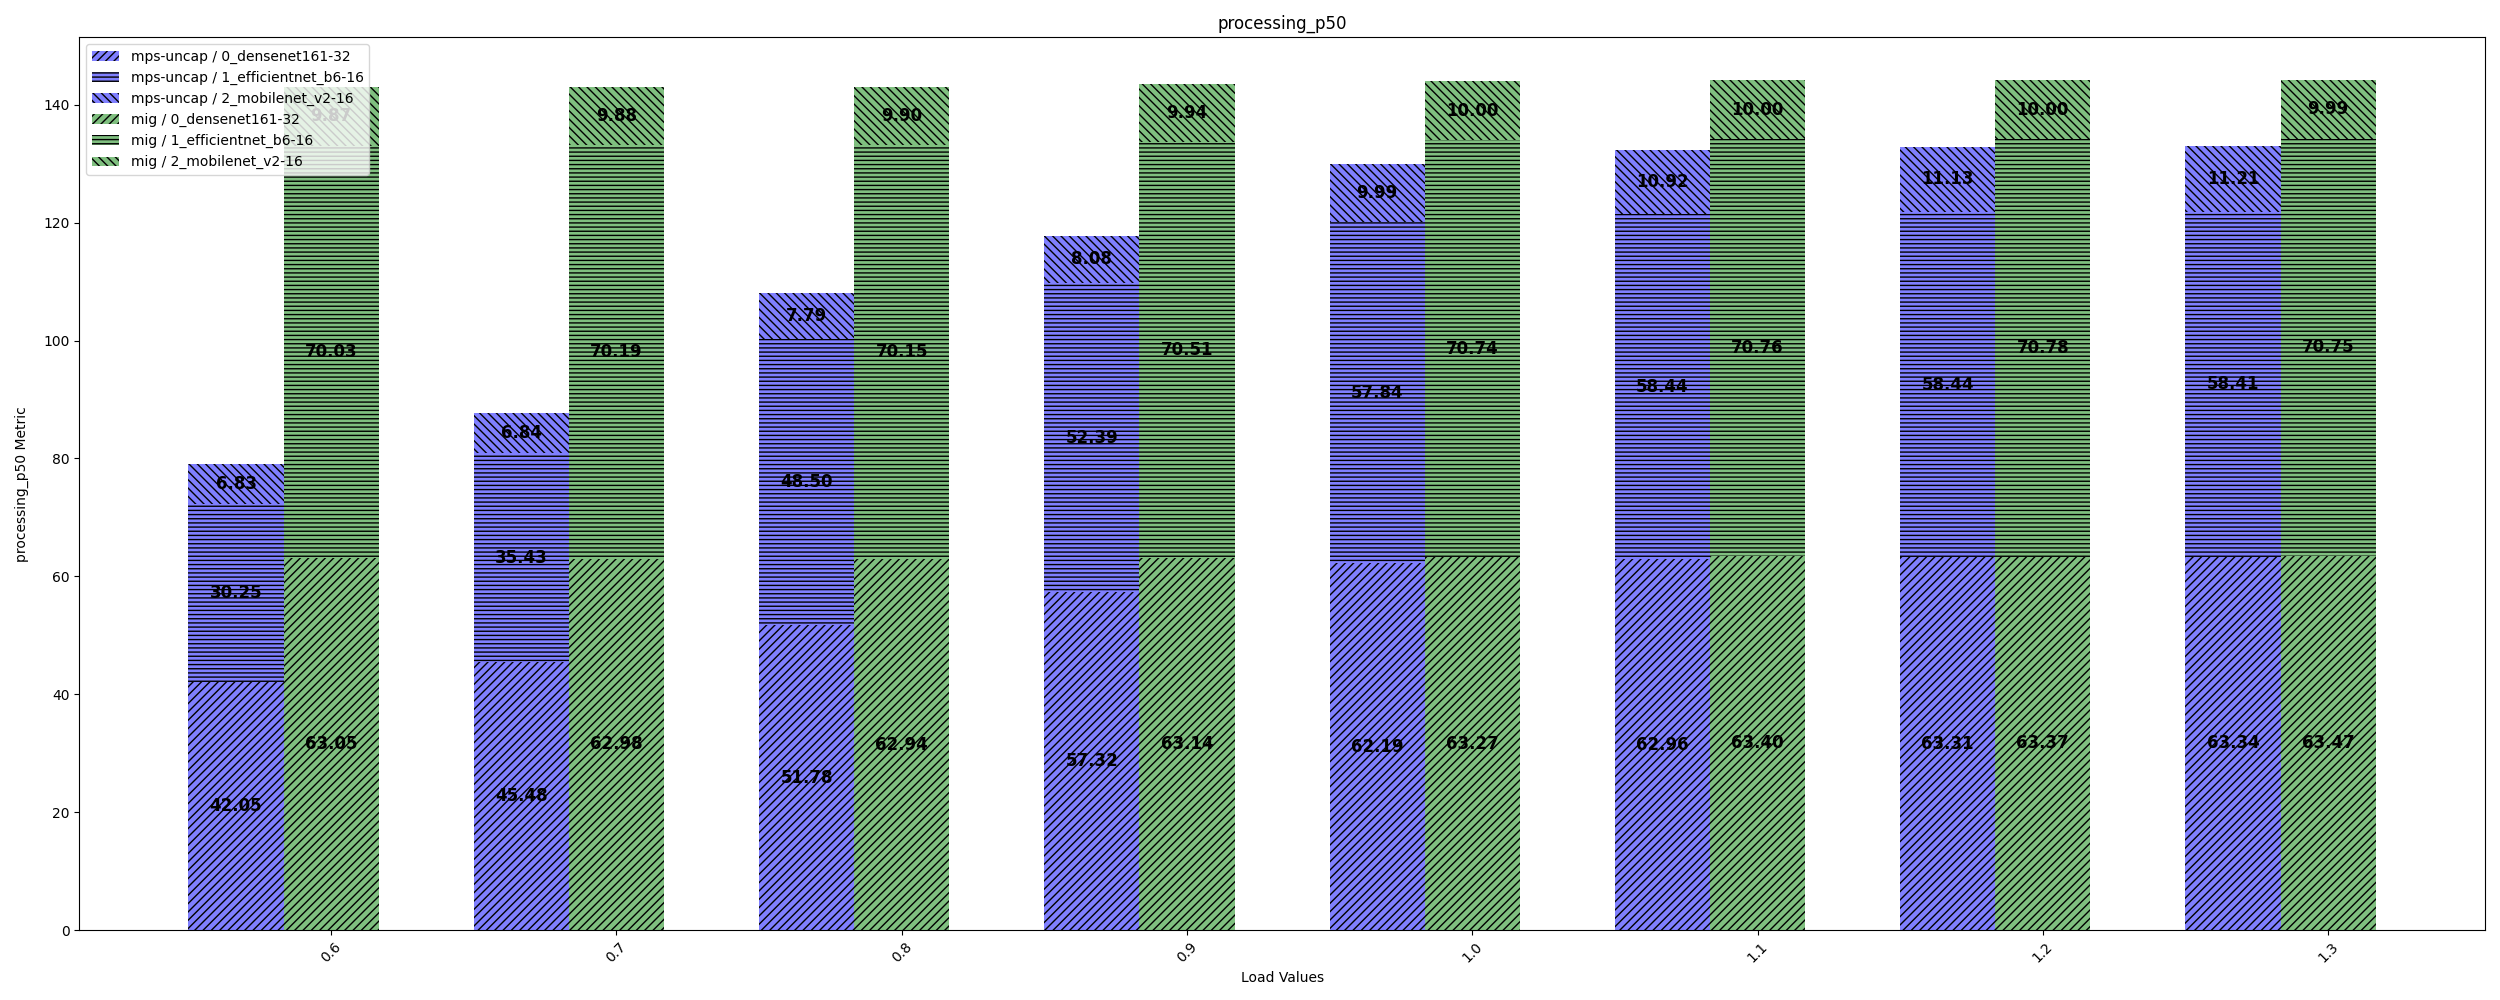 processing_p50
mps-uncap / 0_densenet161-32
mps-uncap / 1_efficientnet_b6-16
mps-uncap / 2_mobilenet_v2-16
mig / 0_densenet161-32
mig / 1_efficientnet_b6-16
mig / 2_mobilenet_v2-16
processing_p50 Metric
140
120
100
80
60
40
20
0
9.87 9.88 9.90 9.94 10.00 10.00 10.00 9.99
6.83 6.84 7.79 8.08 9.99 10.92 11.13 11.21
70.03 70.19 70.15 70.51 70.74 70.76 70.78 70.75
30.25 35.43 48.50 52.39 57.84 58.44 58.44 58.41
63.05 62.98 62.94 63.14 63.27 63.40 63.37 63.47
42.05 45.48 51.78 57.32 62.19 62.96 63.31 63.34
0.6 0.7 0.8 0.9 1.0 1.1 1.2 1.3
Load Values